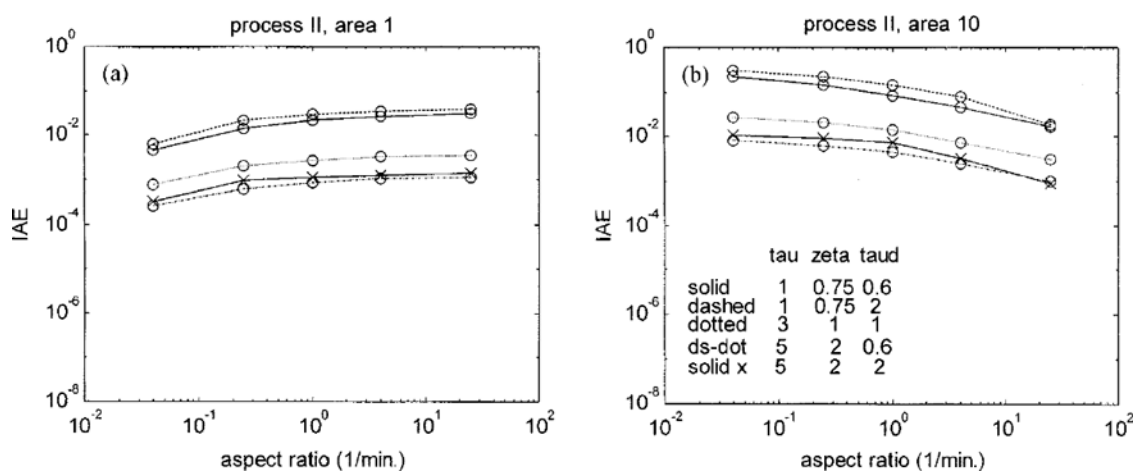 process II, area 1
(a)
IAE
10^0
10^-2
10^-4
10^-6
10^-8
10^-2
10^-1
10^0
10^1
10^2
aspect ratio (1/min.)
process II, area 10
(b)
IAE
10^0
10^-2
10^-4
10^-6
10^-8
tau zeta taud
solid 1 0.75 0.6
dashed 1 0.75 2
dotted 3 1 1
ds-dot 5 2 0.6
solid x 5 2 2
10^-2
10^-1
10^0
10^1
10^2
aspect ratio (1/min.)